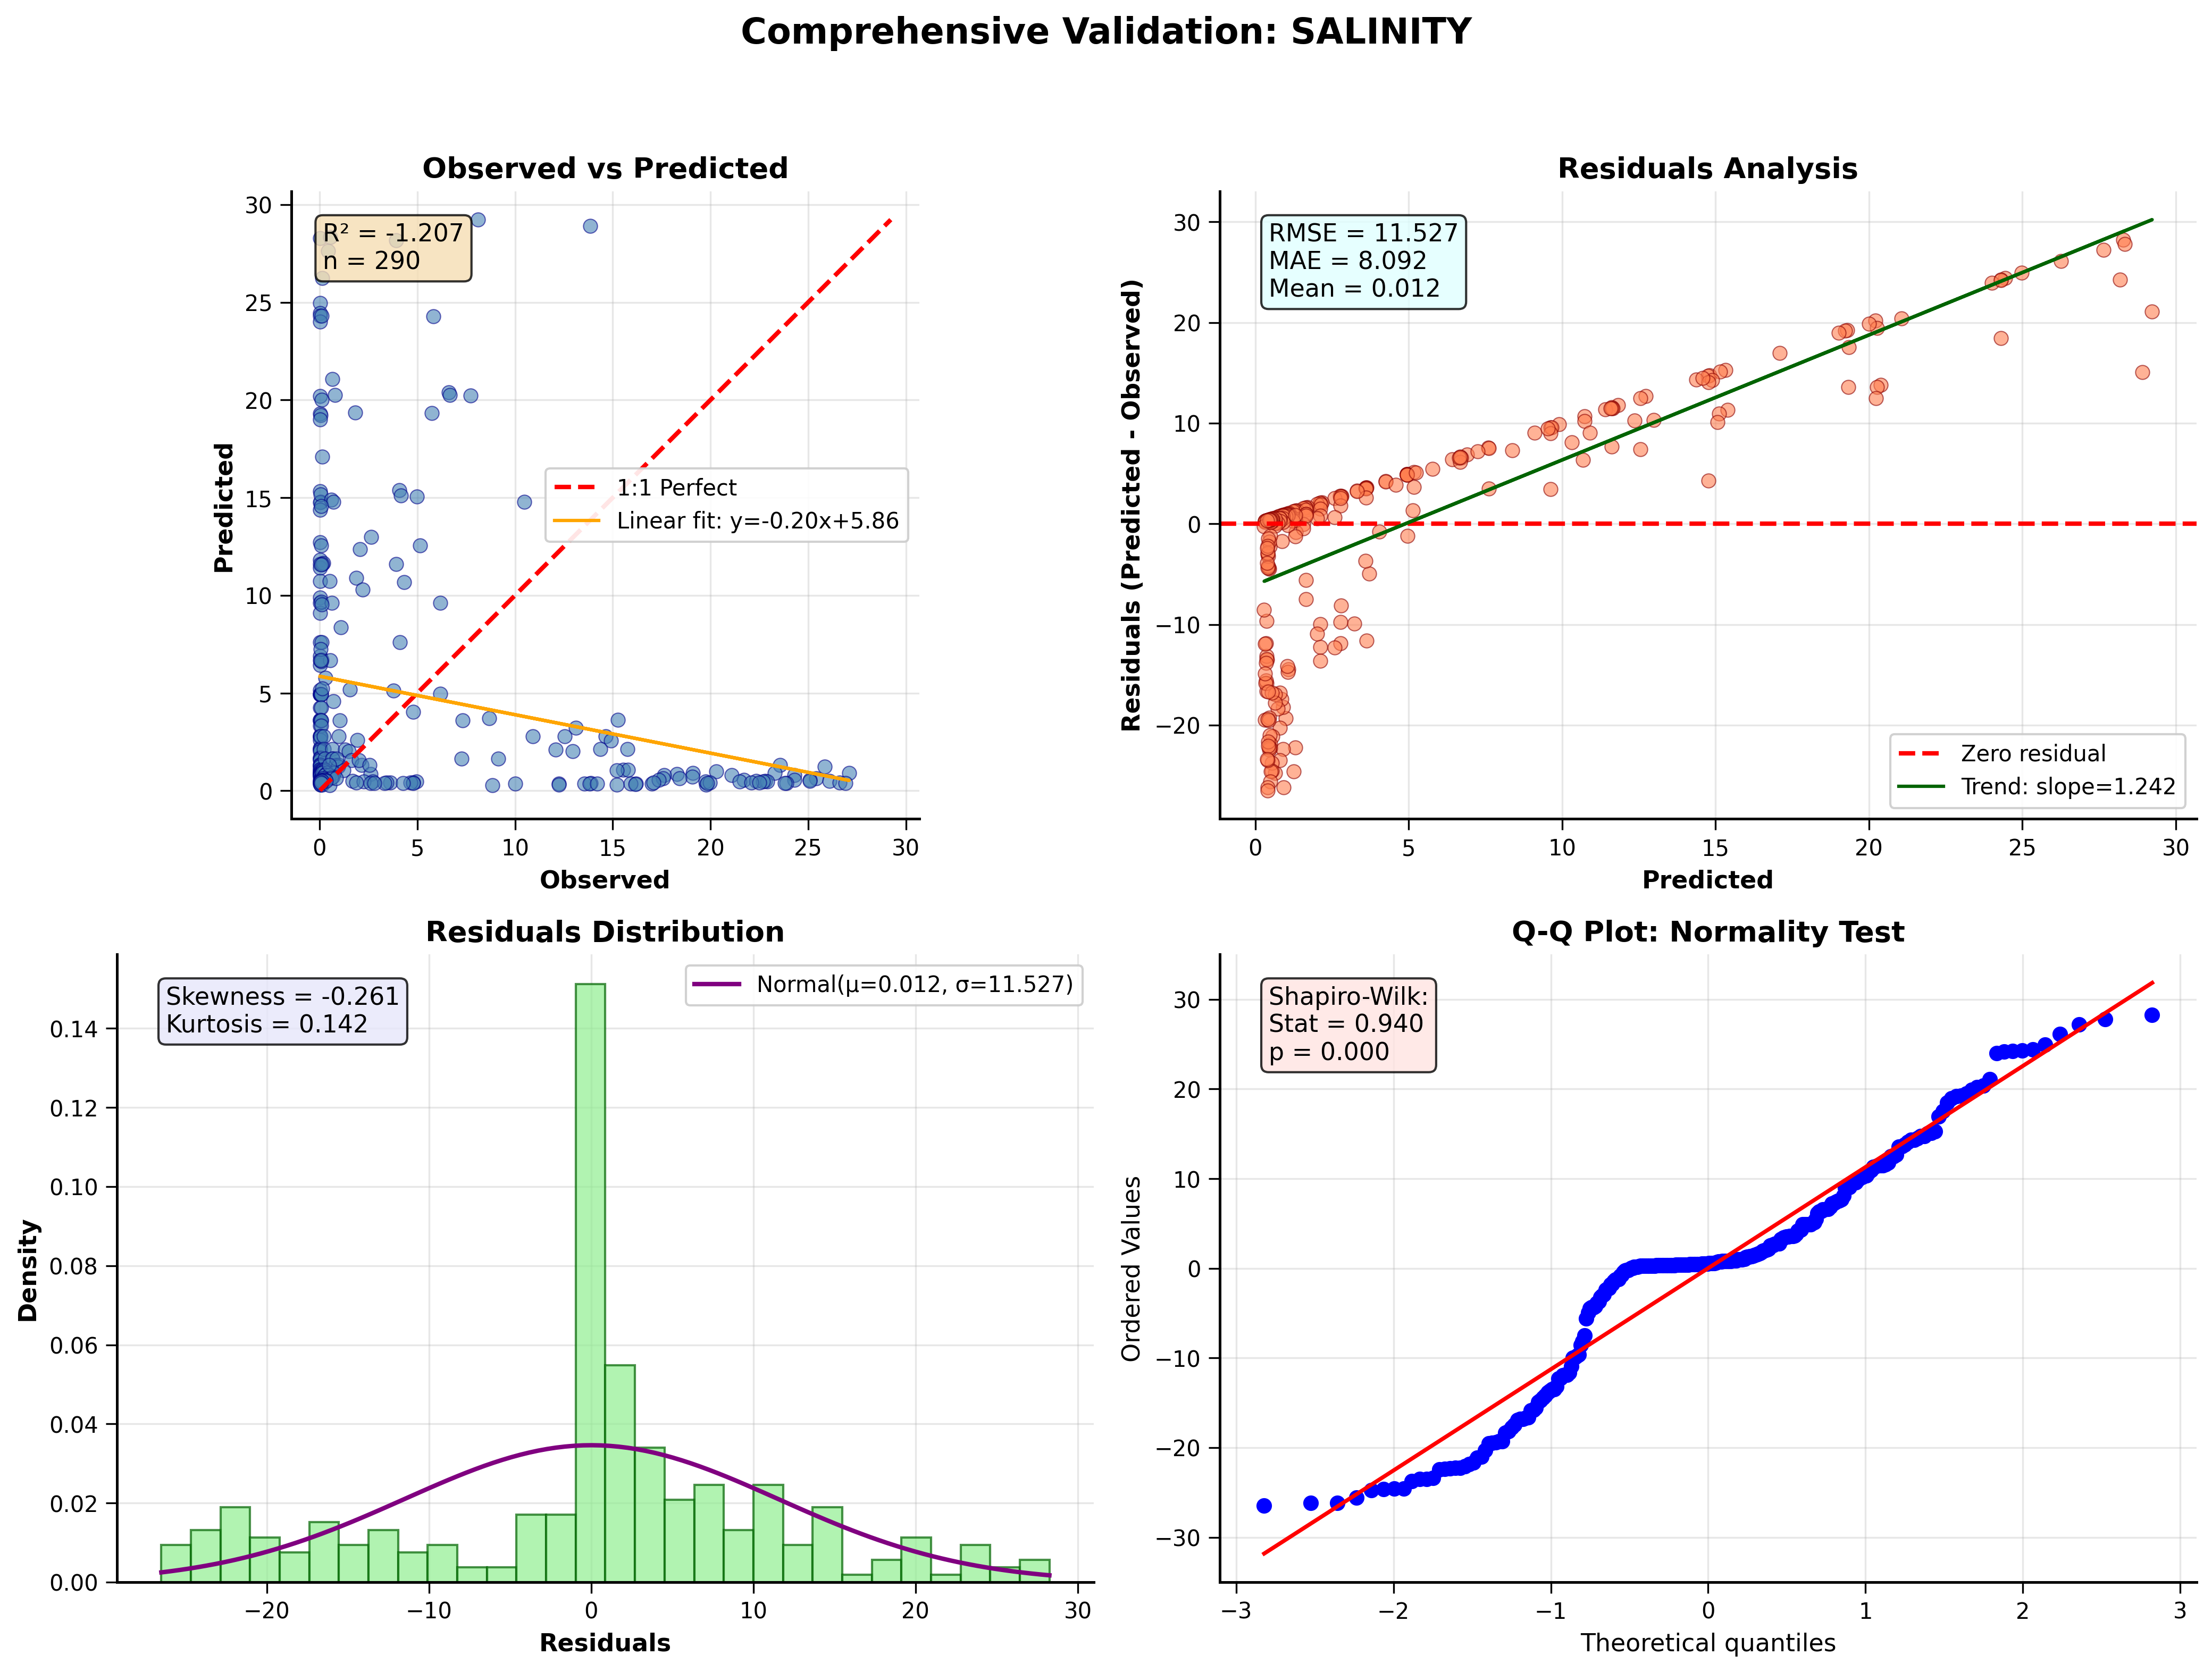 Comprehensive Validation: SALINITY
Observed vs Predicted
R² = -1.207
n = 290
1:1 Perfect
Linear fit: y=-0.20x+5.86
Predicted
30
25
20
15
10
5
0
0 5 10 15 20 25 30
Observed
Residuals Analysis
RMSE = 11.527
MAE = 8.092
Mean = 0.012
Zero residual
Trend: slope=1.242
Residuals (Predicted - Observed)
30
20
10
0
−10
−20
0 5 10 15 20 25 30
Predicted
Residuals Distribution
Skewness = -0.261
Kurtosis = 0.142
Normal(μ=0.012, σ=11.527)
Density
0.14
0.12
0.10
0.08
0.06
0.04
0.02
0.00
−20 −10 0 10 20 30
Residuals
Q-Q Plot: Normality Test
Shapiro-Wilk:
Stat = 0.940
p = 0.000
Ordered Values
30
20
10
0
−10
−20
−30
−3 −2 −1 0 1 2 3
Theoretical quantiles